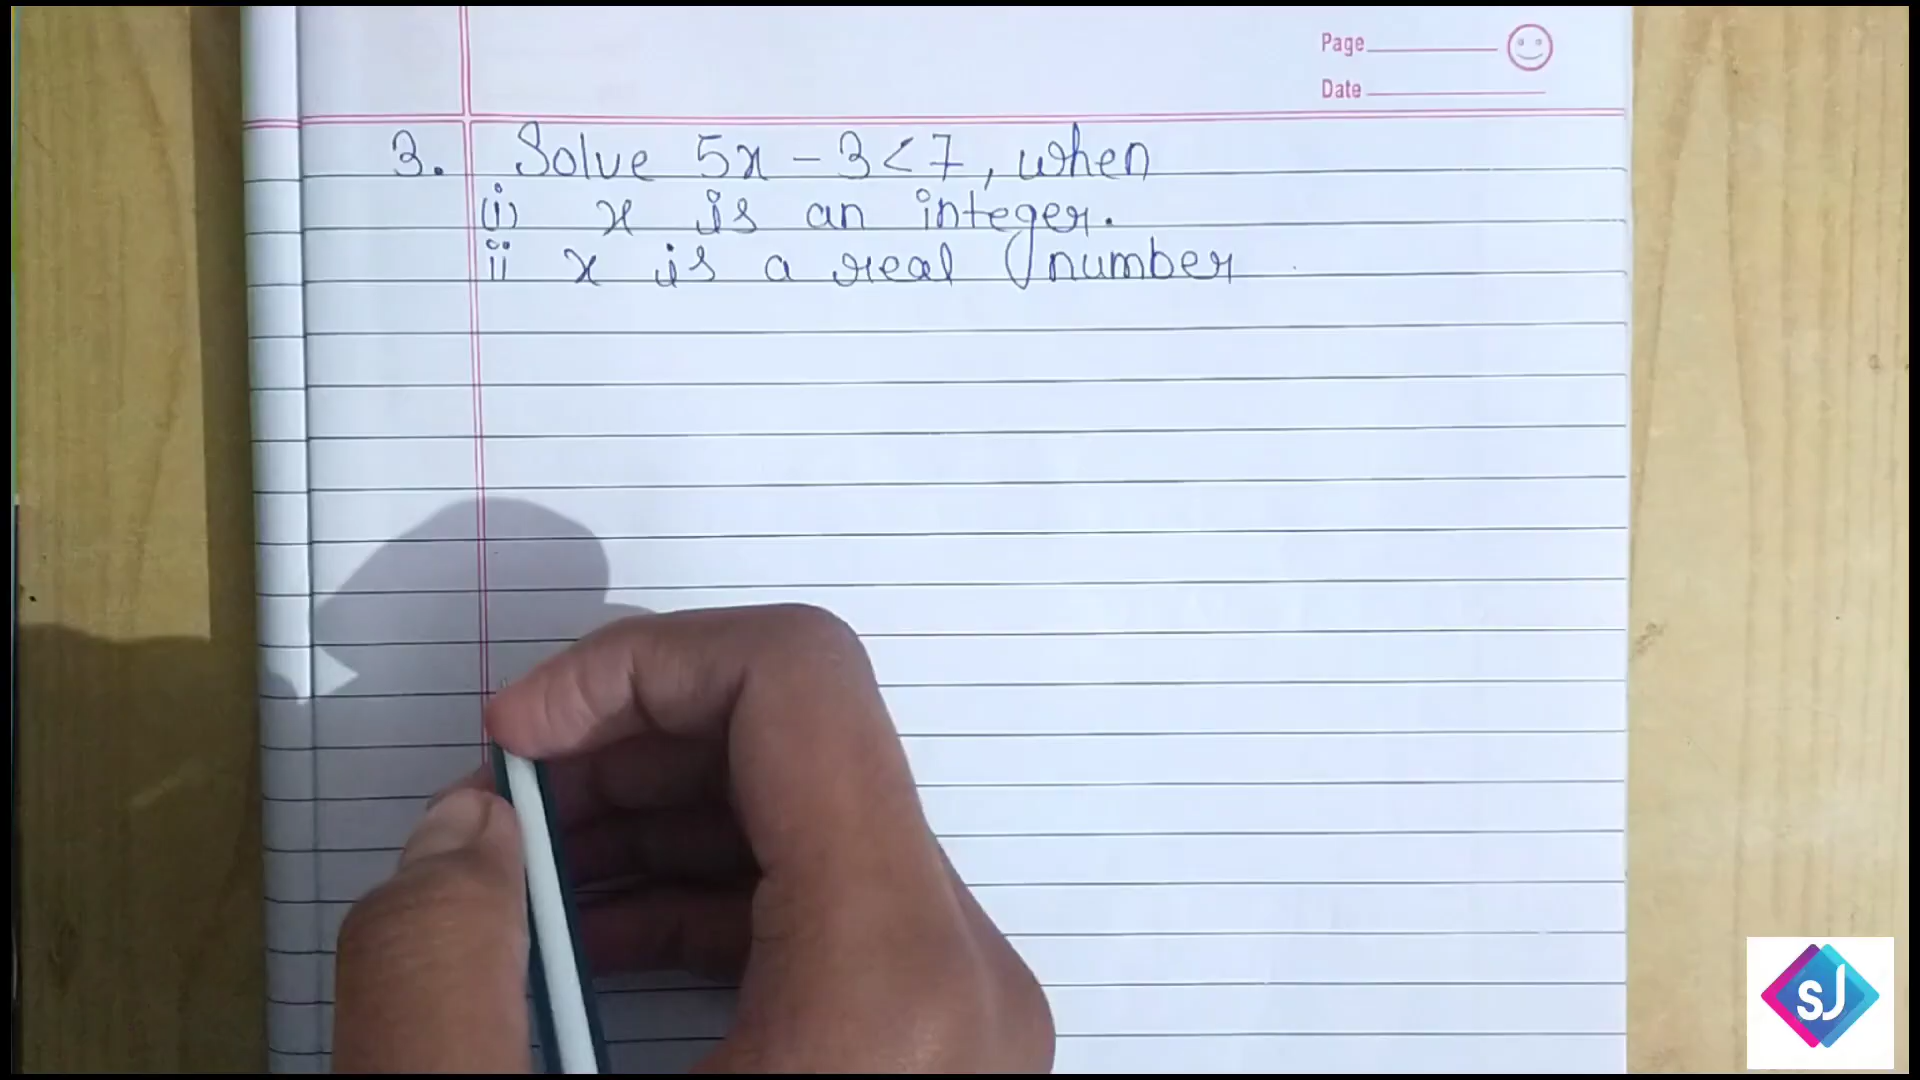 Page
Date
3. Solve 5x - 3 < 7, when
(i) x is an integer.
ii x is a real number
SJ